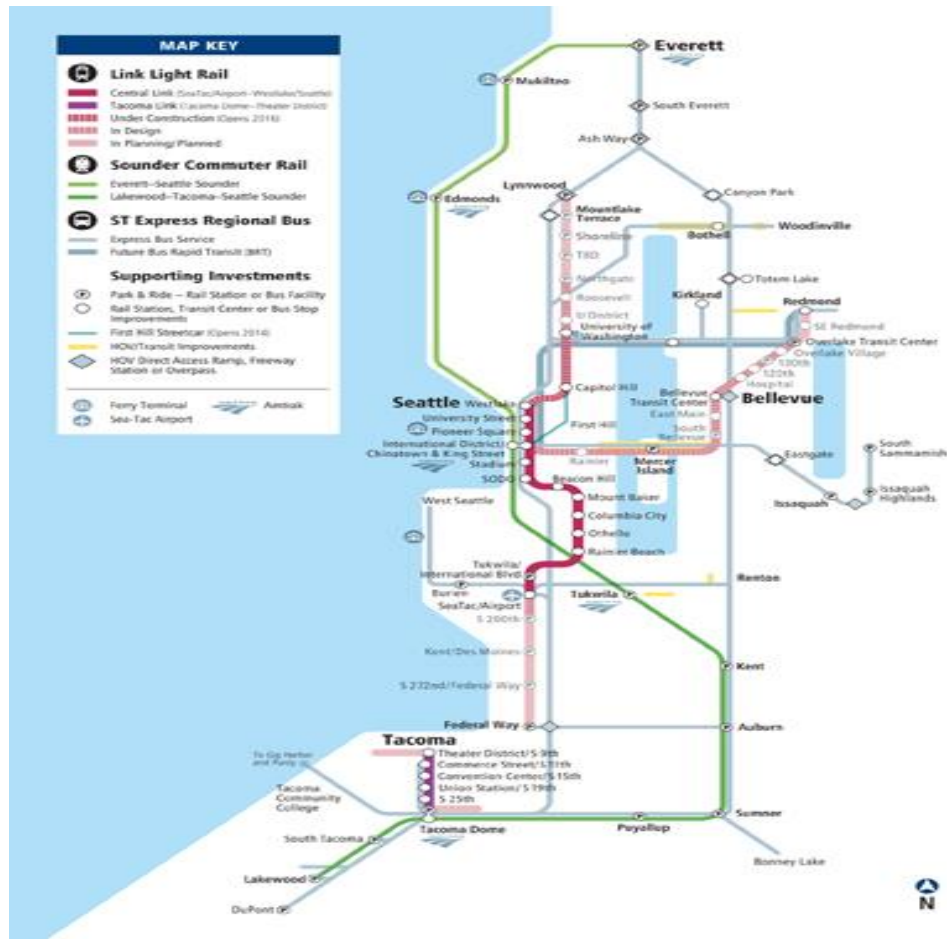 MAP KEY
Link Light Rail
Central Link (SeaTac/Airport–Westlake/Seattle)
Tacoma Link (Tacoma Dome–Theater District)
Under Construction (Opens 2016)
In Design
In Planning/Planned
Sounder Commuter Rail
Everett–Seattle Sounder
Lakewood–Tacoma–Seattle Sounder
ST Express Regional Bus
Express Bus Service
Future Bus Rapid Transit (BRT)
Supporting Investments
Park & Ride – Rail Station or Bus Facility
Rail Station, Transit Center or Bus Stop
Improvements
First Hill Streetcar (Opens 2014)
HOV/Transit Improvements
HOV Direct Access Ramp, Freeway
Station or Overpass
Ferry Terminal
Amtrak
Sea-Tac Airport
Everett
Mukilteo
South Everett
Ash Way
Lynnwood
Canyon Park
Edmonds
Mountlake
Terrace
Woodinville
Bothell
Shoreline
Northgate
Totem Lake
Roosevelt
Kirkland
Redmond
U District
SE Redmond
University of
Washington
Overlake Transit Center
Overlake Village
130th
120th
Hospital
Capitol Hill
Bellevue
Transit Center
Bellevue
Seattle
Westlake
University Street
East Main
Pioneer Square
First Hill
South
Bellevue
International District/
Chinatown & King Street
Stadium
Rainier
Mercer
Island
Eastgate
South
Sammamish
SODO
Beacon Hill
Issaquah
Issaquah
Highlands
West Seattle
Mount Baker
Columbia City
Othello
Rainier Beach
Tukwila/
International Blvd
Renton
Burien
SeaTac/Airport
Tukwila
S 200th
Kent/Des Moines
Kent
S 272nd/Federal Way
Federal Way
Auburn
Tacoma
Theater District/S 9th
Commerce Street/S 11th
Convention Center/S 15th
Union Station/S 19th
S 25th
To Gig Harbor
and Purdy
Tacoma
Community
College
Tacoma Dome
Puyallup
Sumner
South Tacoma
Bonney Lake
Lakewood
DuPont
N